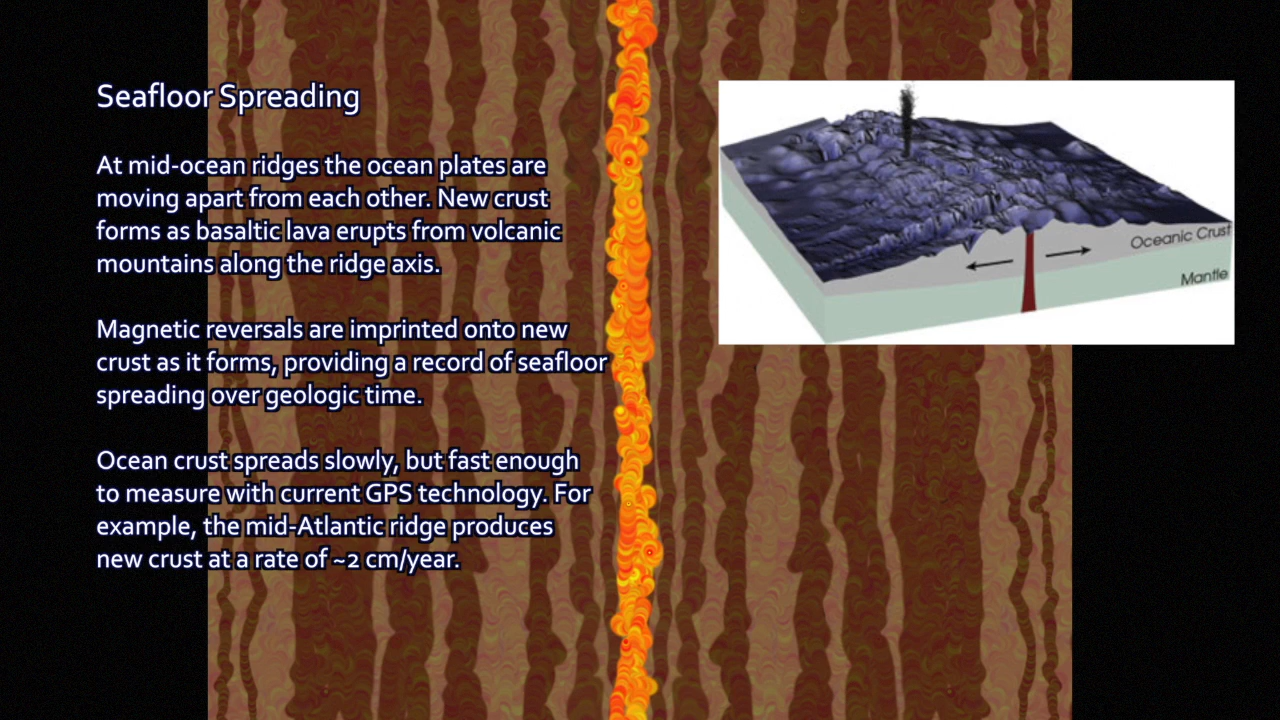 Seafloor Spreading
At mid-ocean ridges the ocean plates are
moving apart from each other. New crust
forms as basaltic lava erupts from volcanic
mountains along the ridge axis.
Magnetic reversals are imprinted onto new
crust as it forms, providing a record of seafloor
spreading over geologic time.
Ocean crust spreads slowly, but fast enough
to measure with current GPS technology. For
example, the mid-Atlantic ridge produces
new crust at a rate of ~2 cm/year.
Oceanic Crust
Mantle